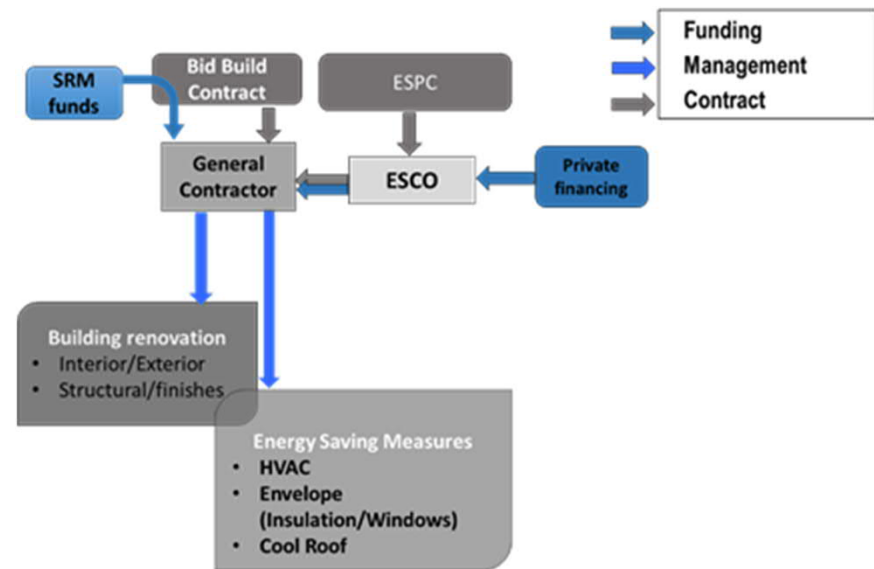 Funding
Management
Contract
SRM
funds
Bid Build
Contract
ESPC
General
Contractor
ESCO
Private
financing
Building renovation
• Interior/Exterior
• Structural/finishes
Energy Saving Measures
• HVAC
• Envelope
(Insulation/Windows)
• Cool Roof